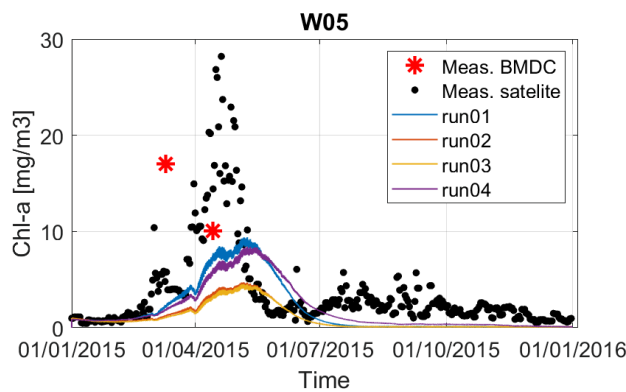 W05
Chl-a [mg/m3]
30
20
10
0
Meas. BMDC
Meas. satelite
run01
run02
run03
run04
01/01/2015 01/04/2015 01/07/2015 01/10/2015 01/01/2016
Time